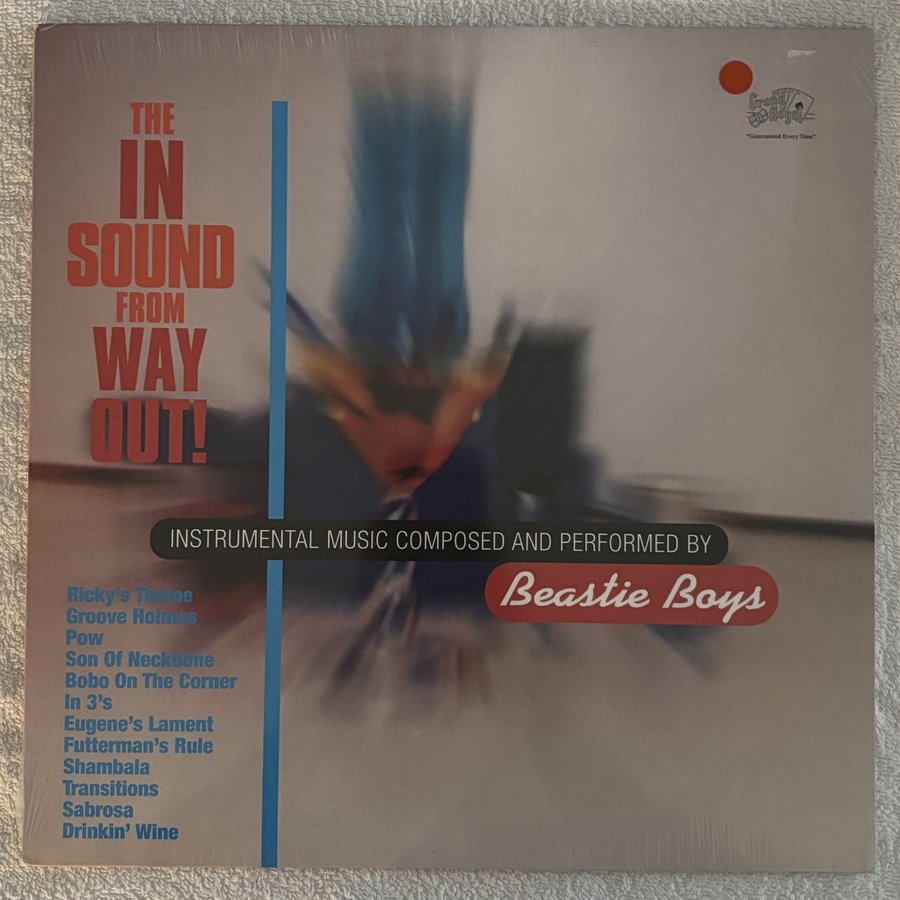 THE
IN
SOUND
FROM
WAY
OUT!
Grand
Royal
"Guaranteed Every Time"
INSTRUMENTAL MUSIC COMPOSED AND PERFORMED BY
Beastie Boys
Ricky's Theme
Groove Holmes
Pow
Son Of Neckbone
Bobo On The Corner
In 3's
Eugene's Lament
Futterman's Rule
Shambala
Transitions
Sabrosa
Drinkin' Wine